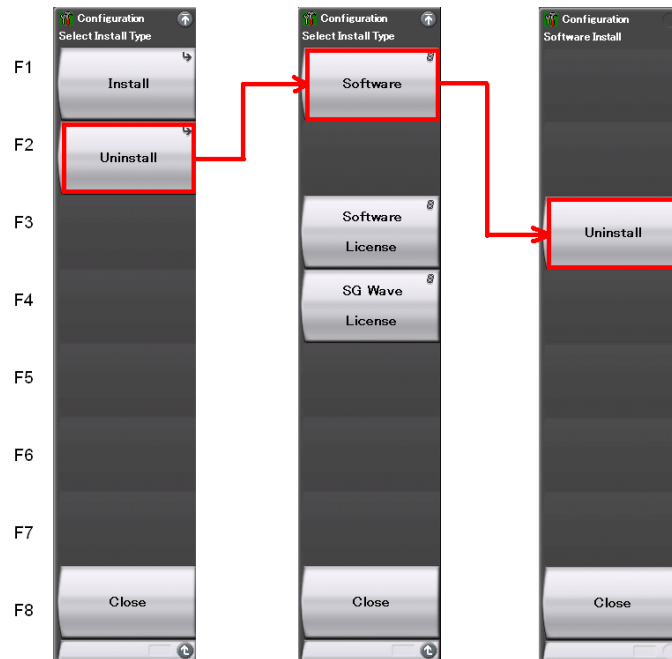 Configuration
Select Install Type
Configuration
Select Install Type
Configuration
Software Install
F1
Install
Software
F2
Uninstall
F3
Software
License
Uninstall
F4
SG Wave
License
F5
F6
F7
F8
Close
Close
Close